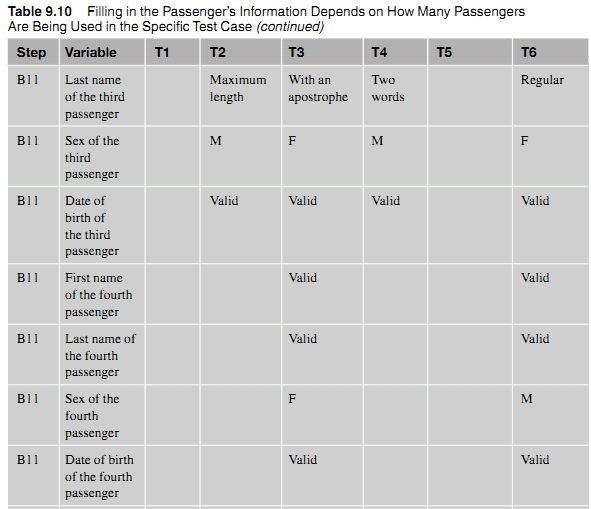 Table 9.10 Filling in the Passenger's Information Depends on How Many Passengers
Are Being Used in the Specific Test Case (continued)
Step Variable T1 T2 T3 T4 T5 T6
B11 Last name Maximum With an Two Regular
of the third length apostrophe words
passenger
B11 Sex of the M F M F
third
passenger
B11 Date of Valid Valid Valid Valid
birth of
the third
passenger
B11 First name Valid Valid
of the fourth
passenger
B11 Last name of Valid Valid
the fourth
passenger
B11 Sex of the F M
fourth
passenger
B11 Date of birth Valid Valid
of the fourth
passenger